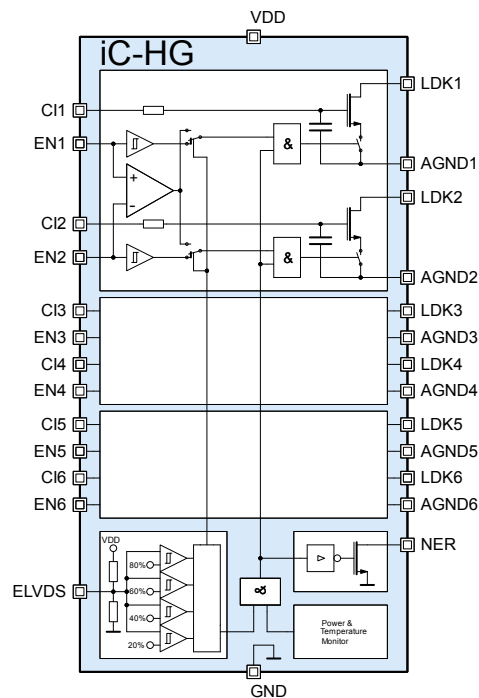 VDD
iC-HG
CI1
LDK1
EN1
&
AGND1
+
LDK2
-
CI2
EN2
&
AGND2
CI3
LDK3
EN3
AGND3
CI4
LDK4
EN4
AGND4
CI5
LDK5
EN5
AGND5
CI6
LDK6
EN6
AGND6
VDD
NER
80%
ELVDS
60%
&
40%
20%
Power &
Temperature
Monitor
GND